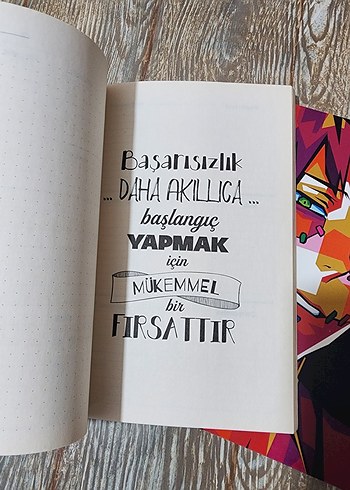 Başarısızlık
... DAHA AKILLICA ...
başlangıç
YAPMAK
için
MÜKEMMEL
bir
FIRSATTIR